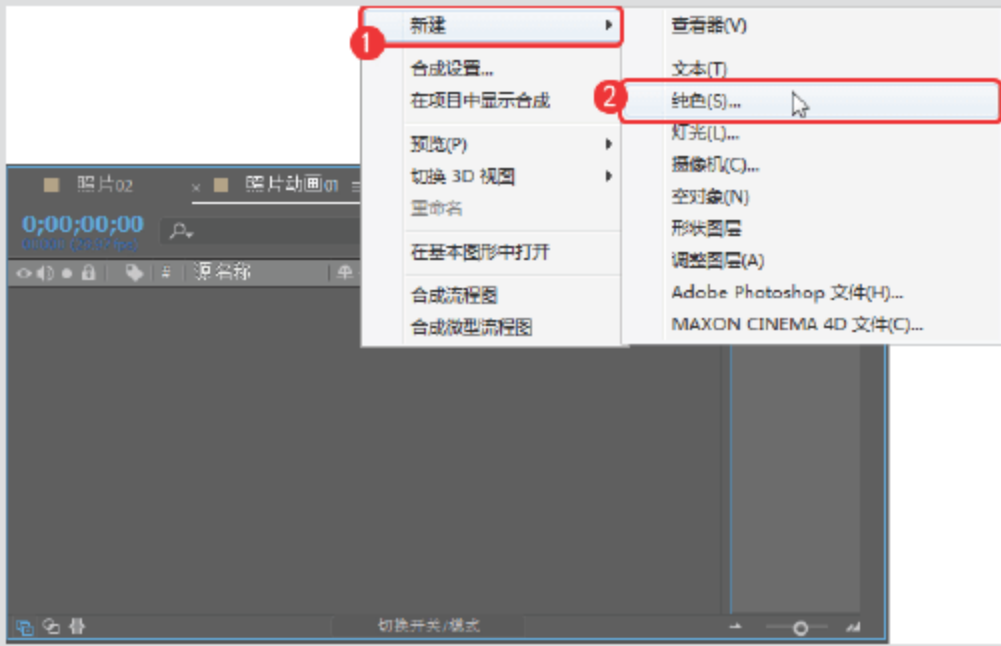 新建
1
合成设置...
在项目中显示合成
预览(P)
切换 3D 视图
重命名
在基本图形中打开
合成流程图
合成微型流程图
查看器(V)
文本(T)
2
纯色(S)...
灯光(L)...
摄像机(C)...
空对象(N)
形状图层
调整图层(A)
Adobe Photoshop 文件(H)...
MAXON CINEMA 4D 文件(C)...
照片02
× 照片动画01
0;00;00;00
# 源名称
切换开关/模式